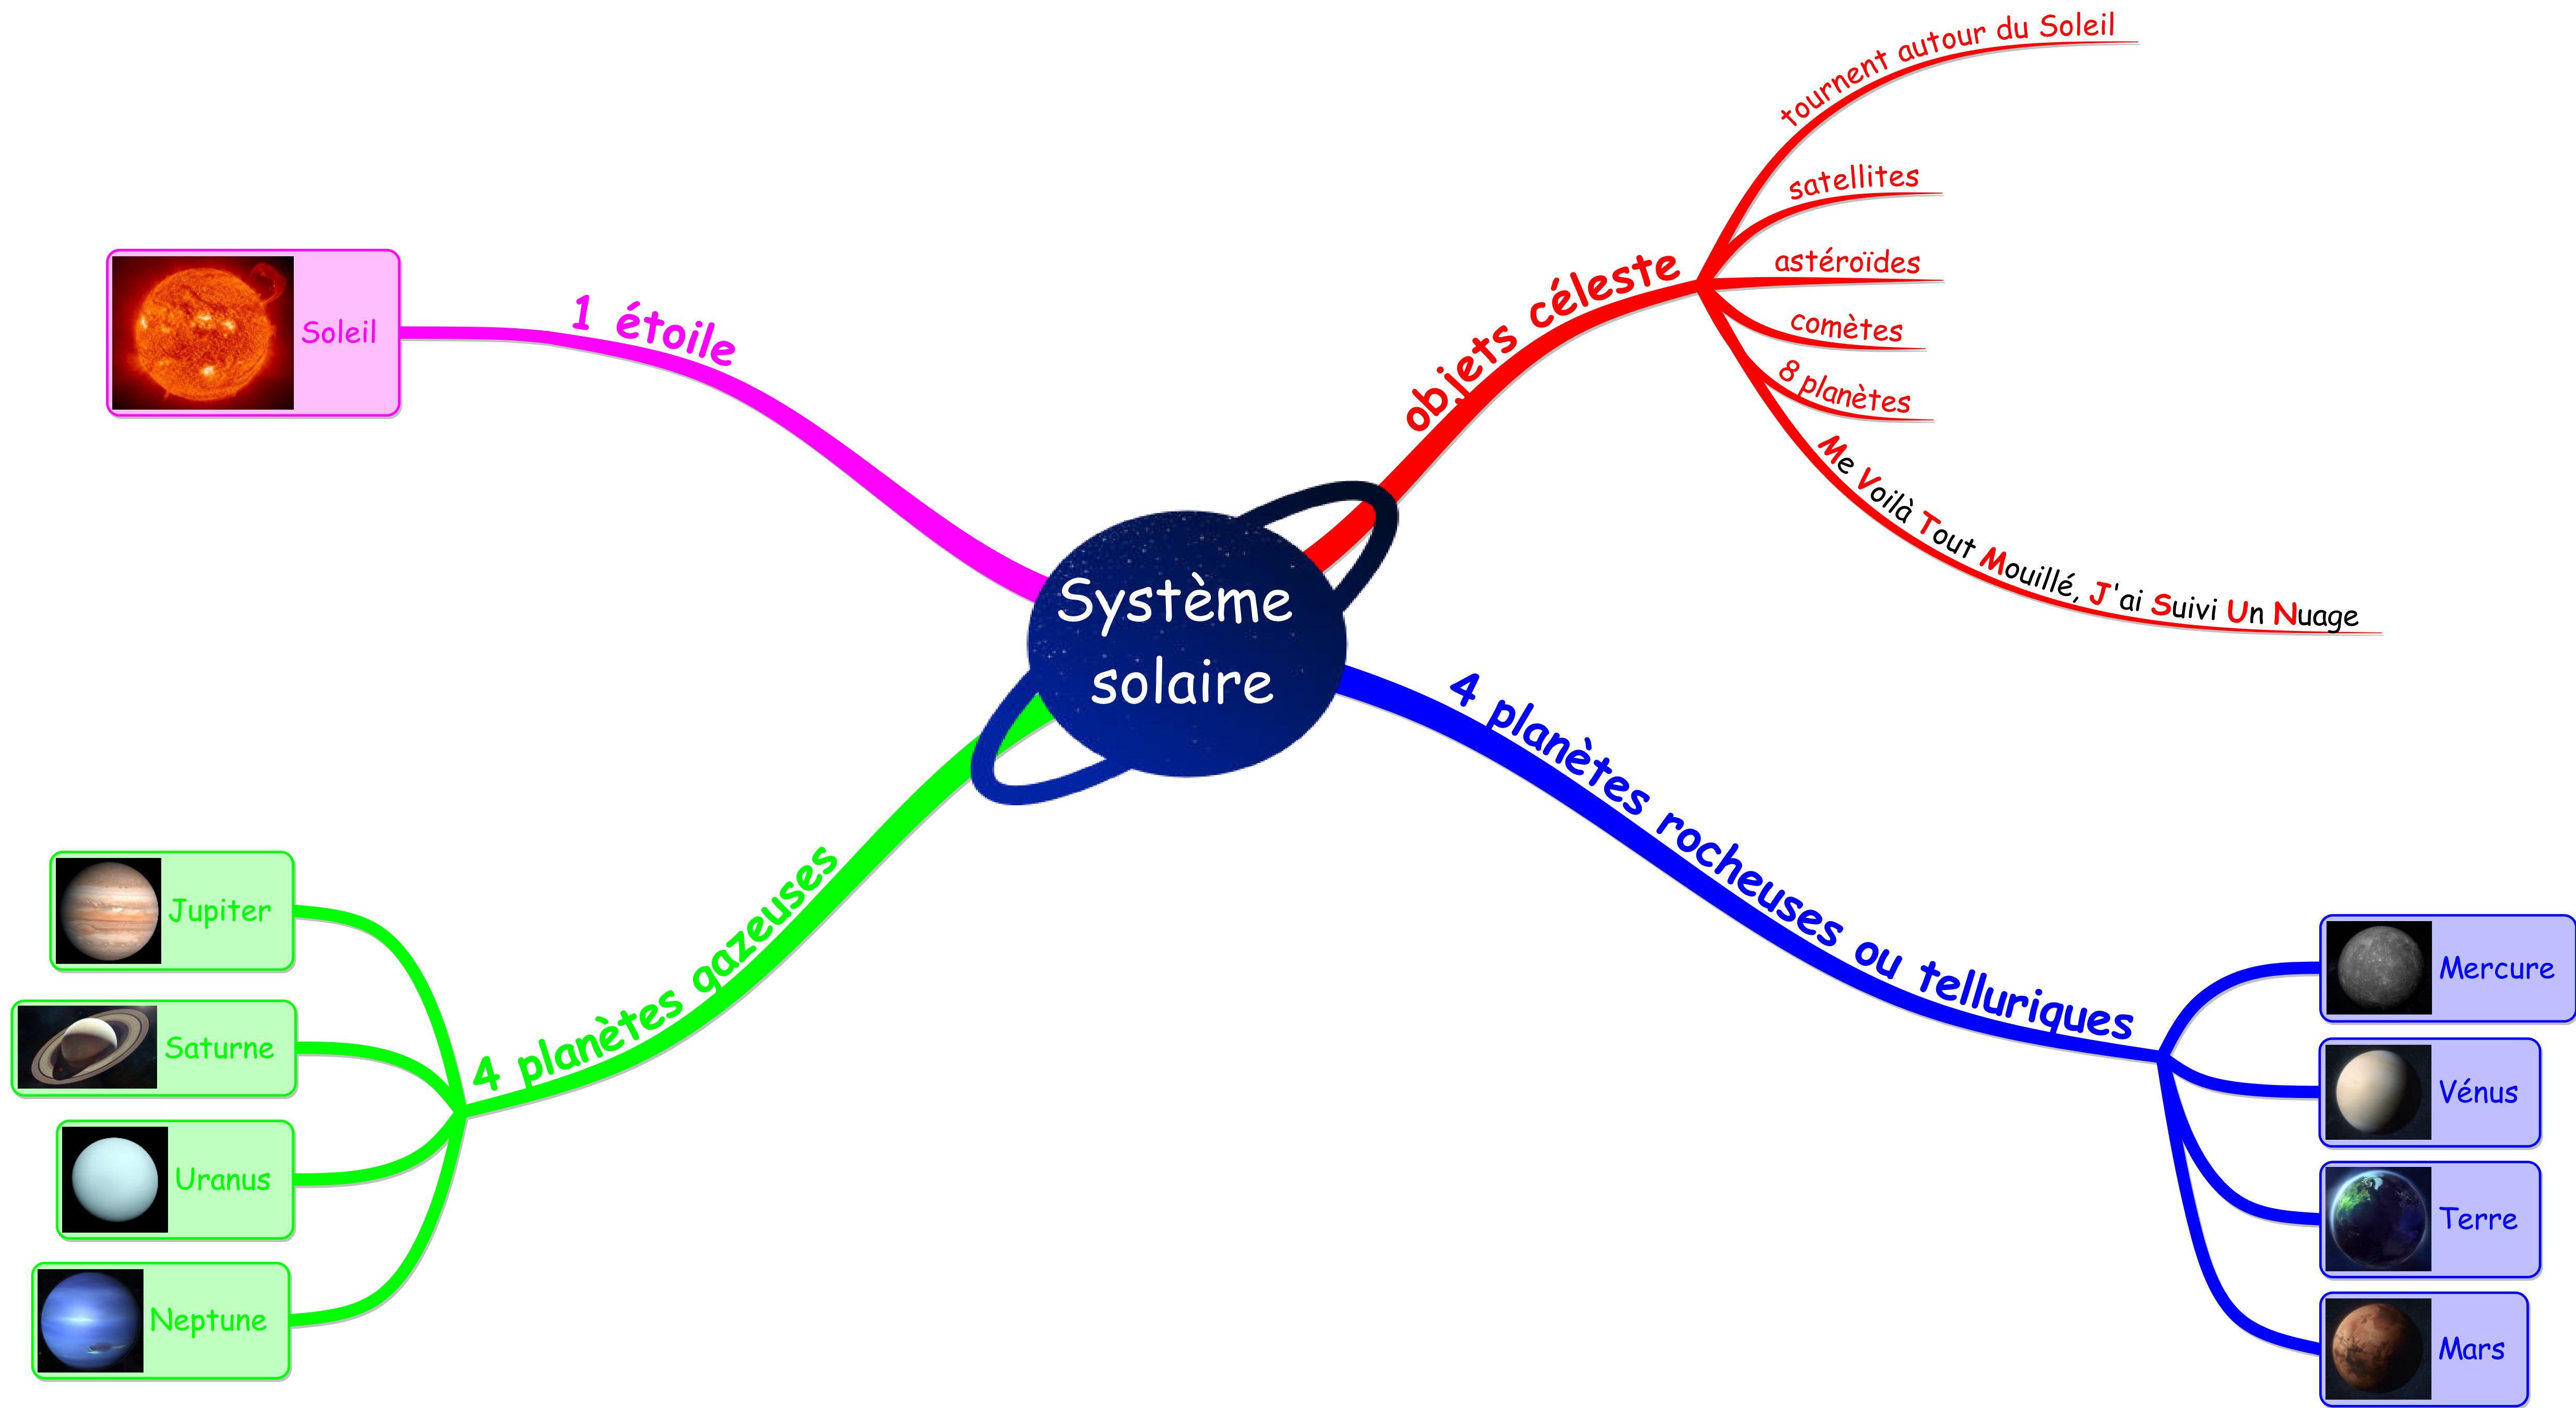 Système
solaire
1 étoile
Soleil
objets céleste
tournent autour du Soleil
satellites
astéroïdes
comètes
8 planètes
Me Voilà Tout Mouillé, J'ai Suivi Un Nuage
4 planètes rocheuses ou telluriques
Mercure
Vénus
Terre
Mars
4 planètes gazeuses
Jupiter
Saturne
Uranus
Neptune